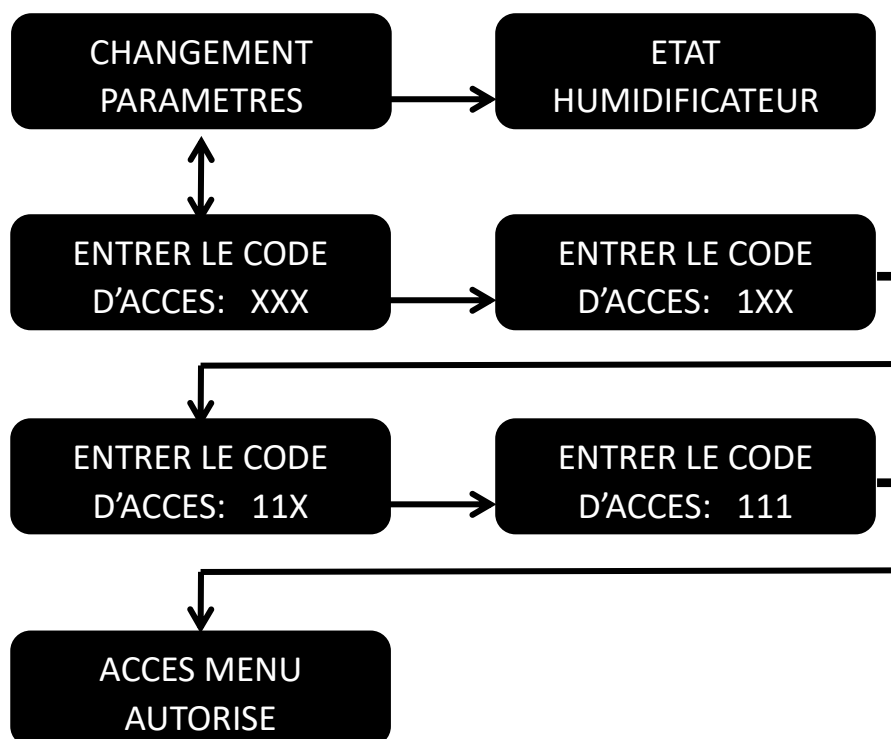 CHANGEMENT
PARAMETRES
ETAT
HUMIDIFICATEUR
ENTRER LE CODE
D’ACCES: XXX
ENTRER LE CODE
D’ACCES: 1XX
ENTRER LE CODE
D’ACCES: 11X
ENTRER LE CODE
D’ACCES: 111
ACCES MENU
AUTORISE